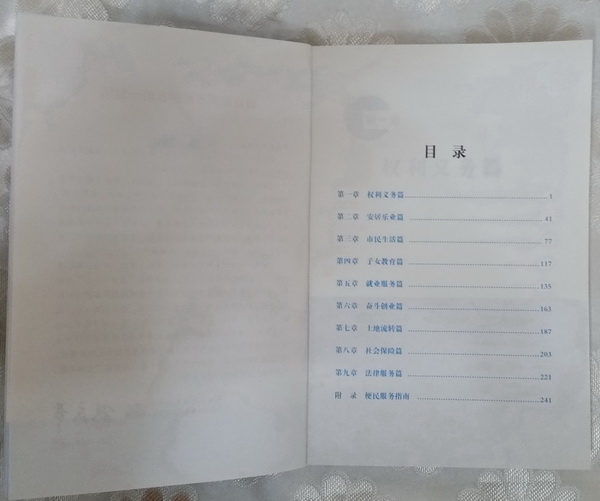 目 录
第一章 权利义务篇 1
第二章 安居乐业篇 41
第三章 市民生活篇 77
第四章 子女教育篇 117
第五章 就业服务篇 135
第六章 奋斗创业篇 163
第七章 土地流转篇 187
第八章 社会保险篇 203
第九章 法律服务篇 221
附 录 便民服务指南 241